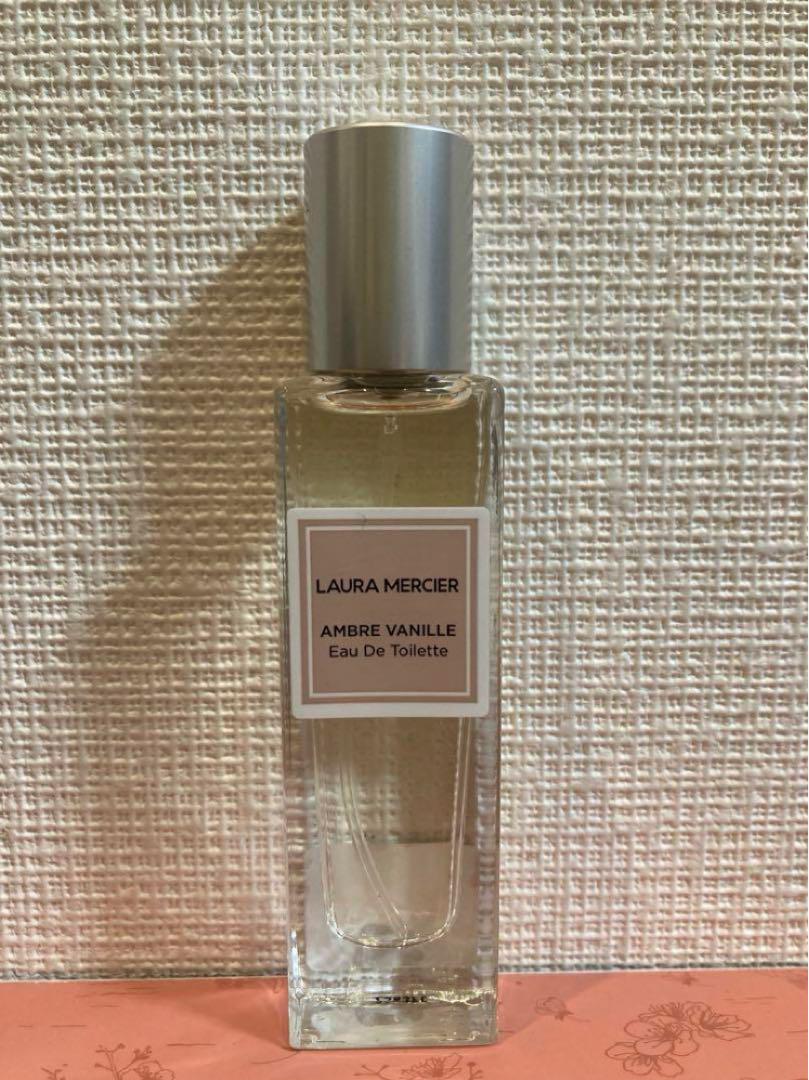 LAURA MERCIER
AMBRE VANILLE
Eau De Toilette